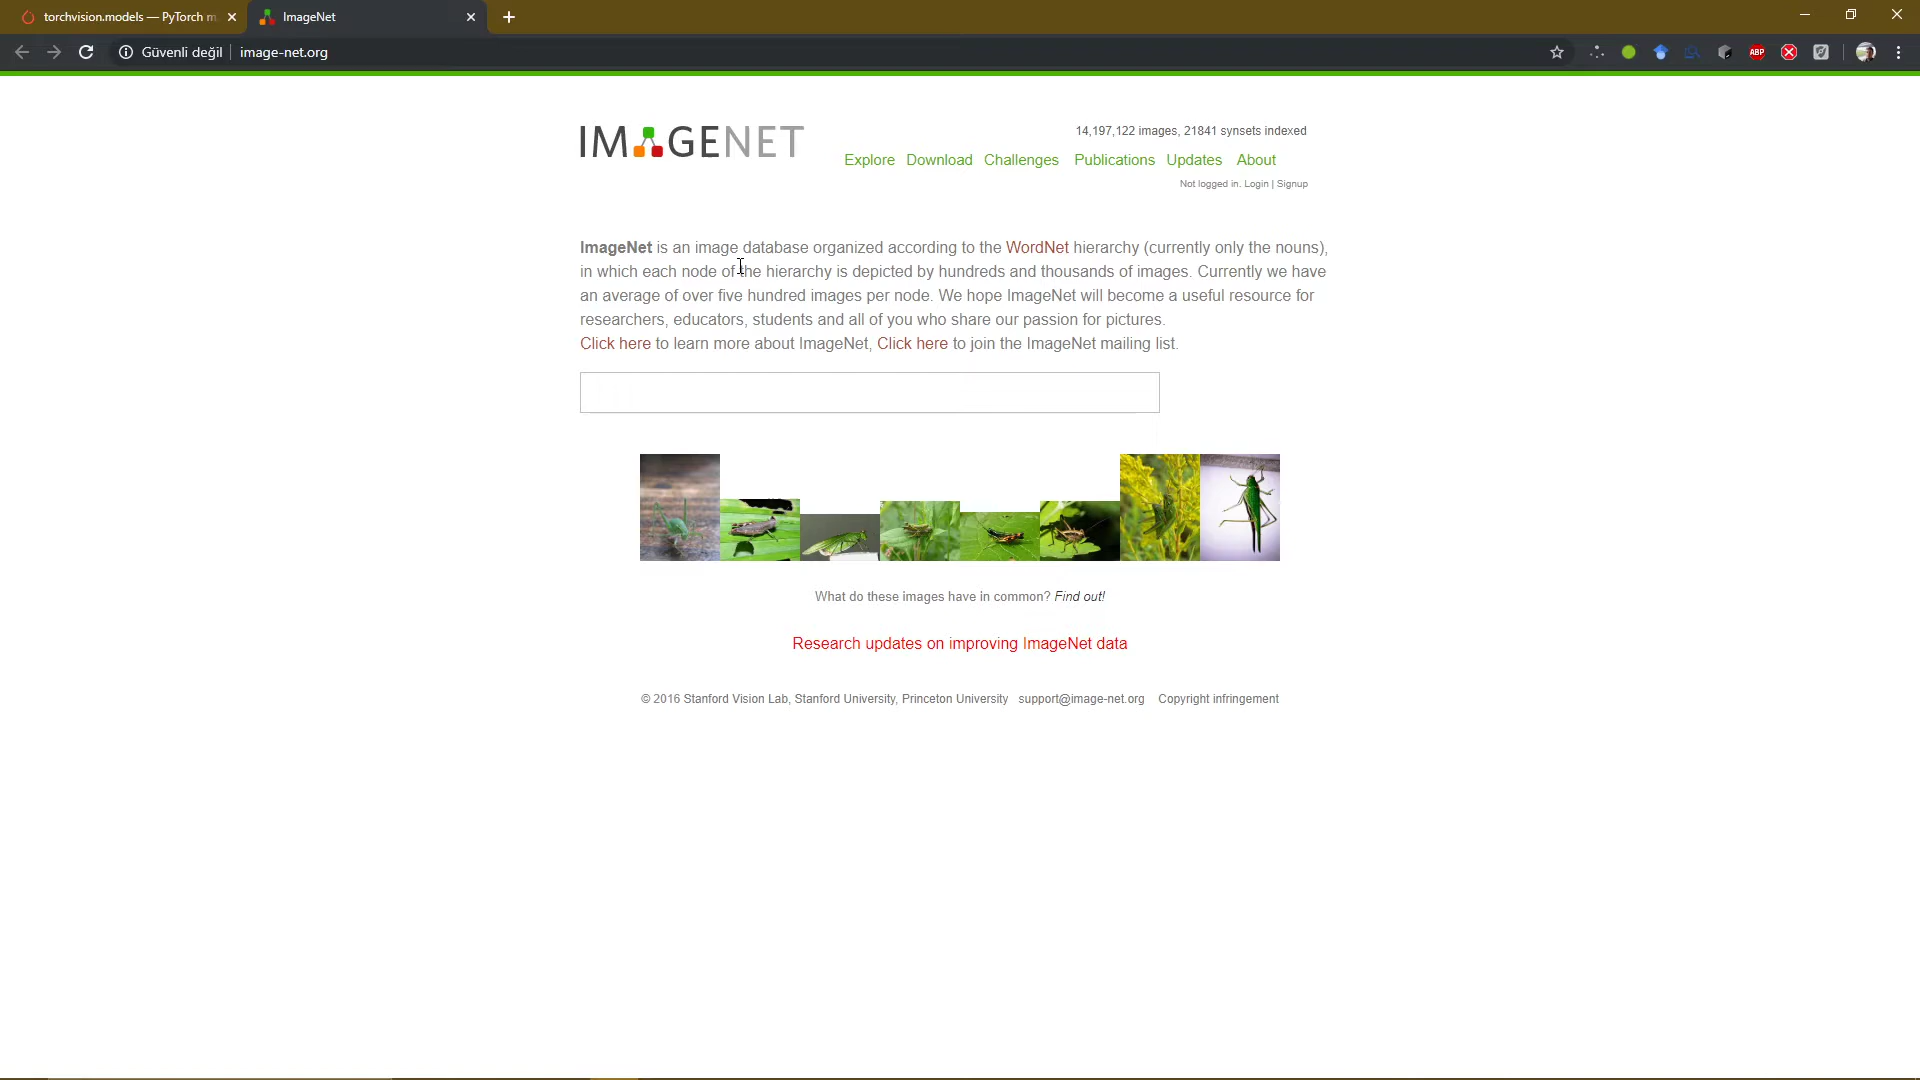 torchvision.models — PyTorch m
ImageNet
Güvenli değil
image-net.org
ABP
IMAGENET
14,197,122 images, 21841 synsets indexed
Explore Download Challenges Publications Updates About
Not logged in. Login | Signup
ImageNet is an image database organized according to the WordNet hierarchy (currently only the nouns),
in which each node of the hierarchy is depicted by hundreds and thousands of images. Currently we have
an average of over five hundred images per node. We hope ImageNet will become a useful resource for
researchers, educators, students and all of you who share our passion for pictures.
Click here to learn more about ImageNet, Click here to join the ImageNet mailing list.
What do these images have in common? Find out!
Research updates on improving ImageNet data
© 2016 Stanford Vision Lab, Stanford University, Princeton University support@image-net.org Copyright infringement